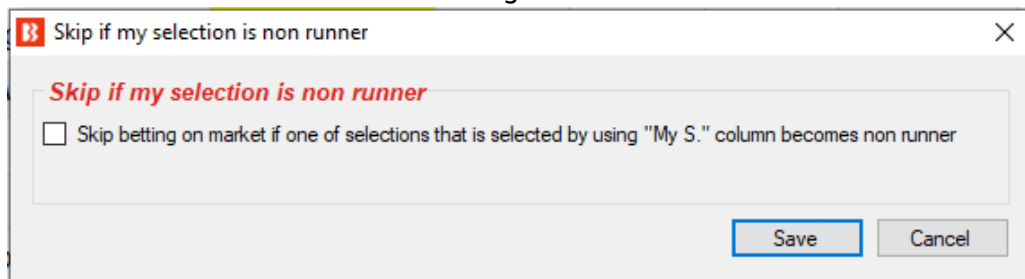 Skip if my selection is non runner
Skip if my selection is non runner
Skip betting on market if one of selections that is selected by using "My S." column becomes non runner
Save Cancel